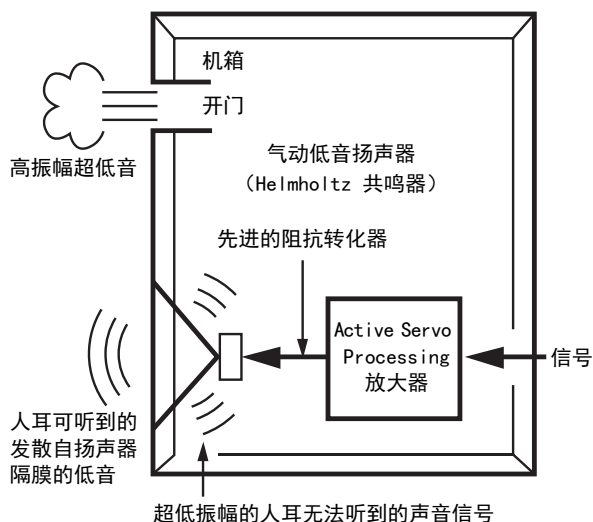 机箱
开门
高振幅超低音
气动低音扬声器
（Helmholtz 共鸣器）
先进的阻抗转化器
Active Servo
Processing
放大器
信号
人耳可听到的
发散自扬声器
隔膜的低音
超低振幅的人耳无法听到的声音信号